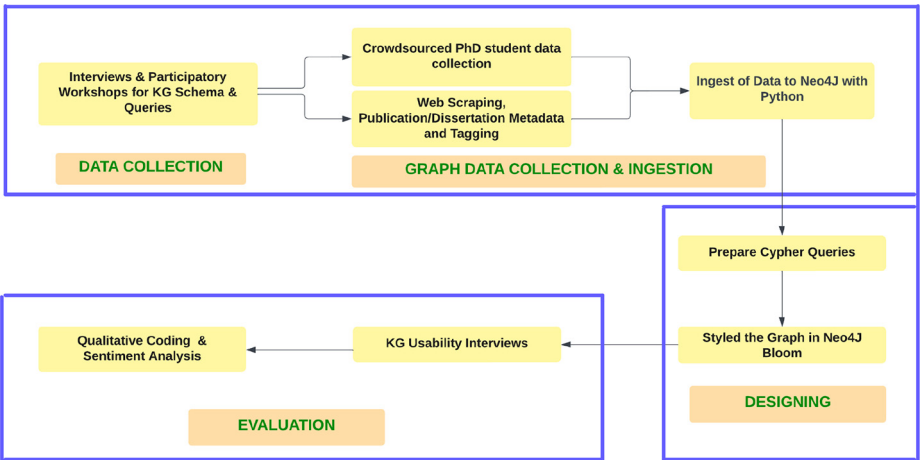 Interviews & Participatory
Workshops for KG Schema &
Queries
Crowdsourced PhD student data
collection
Web Scraping,
Publication/Dissertation Metadata
and Tagging
Ingest of Data to Neo4J with
Python
DATA COLLECTION
GRAPH DATA COLLECTION & INGESTION
Prepare Cypher Queries
Styled the Graph in Neo4J
Bloom
DESIGNING
KG Usability Interviews
Qualitative Coding &
Sentiment Analysis
EVALUATION